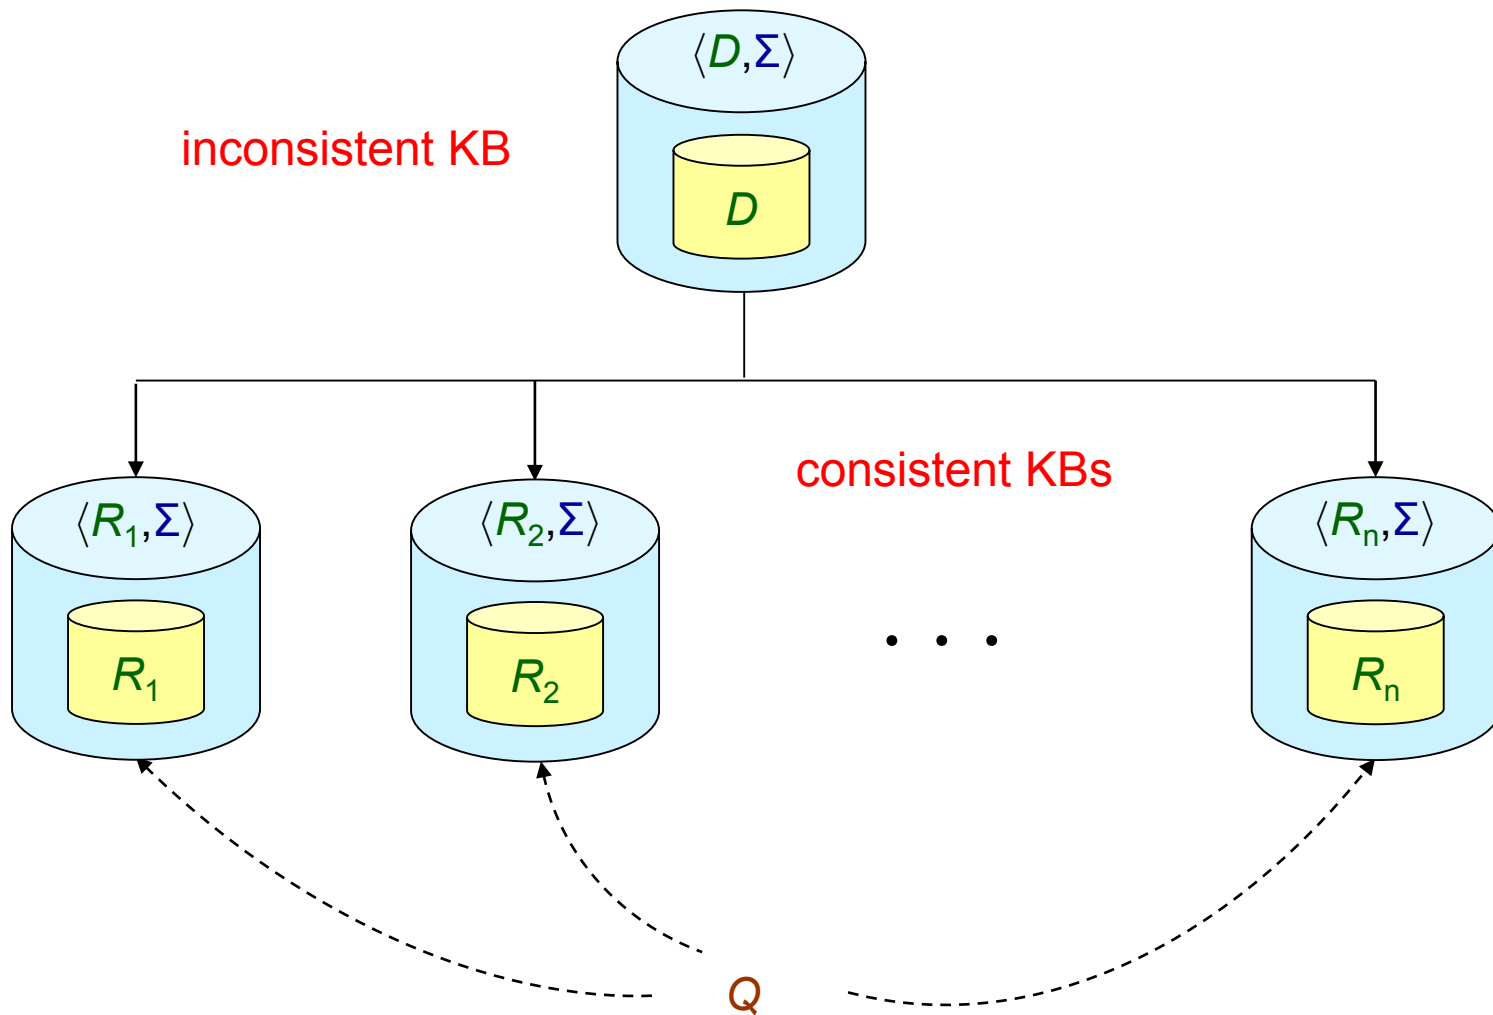 ⟨D,Σ⟩
inconsistent KB
D
consistent KBs
⟨R₁,Σ⟩
⟨R₂,Σ⟩
⟨Rₙ,Σ⟩
. . .
R₁
R₂
Rₙ
Q